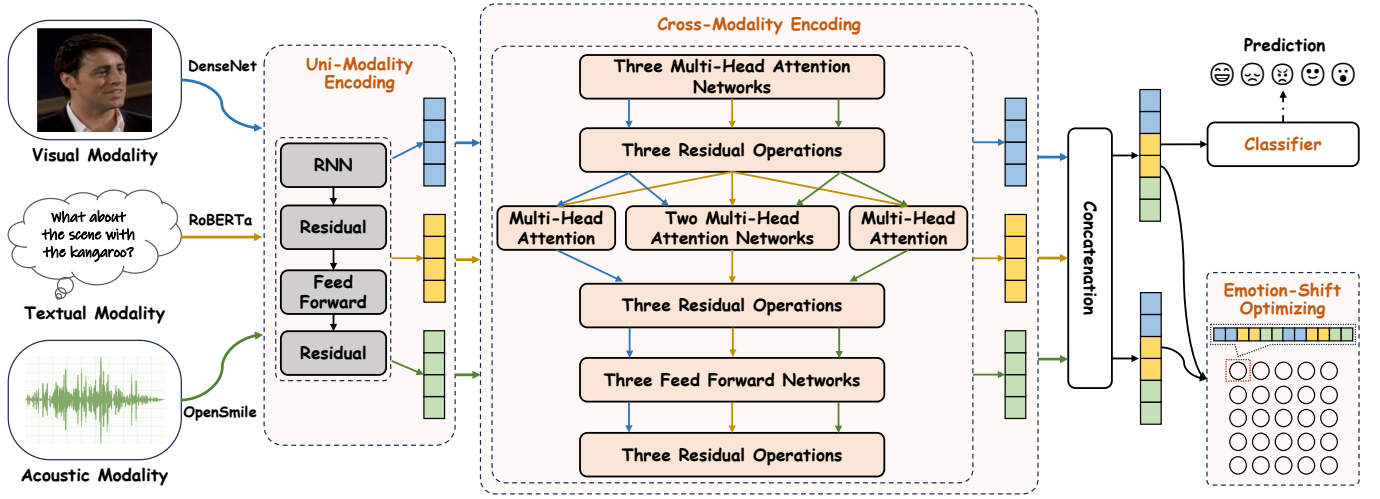 Visual Modality
What about
the scene with
the kangaroo?
Textual Modality
Acoustic Modality
DenseNet
RoBERTa
OpenSmile
Uni-Modality
Encoding
RNN
Residual
Feed
Forward
Residual
Cross-Modality Encoding
Three Multi-Head Attention
Networks
Three Residual Operations
Multi-Head
Attention
Two Multi-Head
Attention Networks
Multi-Head
Attention
Three Residual Operations
Three Feed Forward Networks
Three Residual Operations
Concatenation
Prediction
Classifier
Emotion-Shift
Optimizing